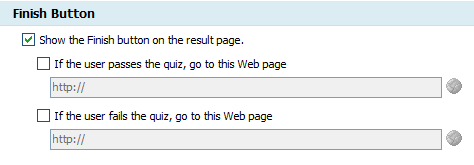 Finish Button
Show the Finish button on the result page.
If the user passes the quiz, go to this Web page
http://
If the user fails the quiz, go to this Web page
http://